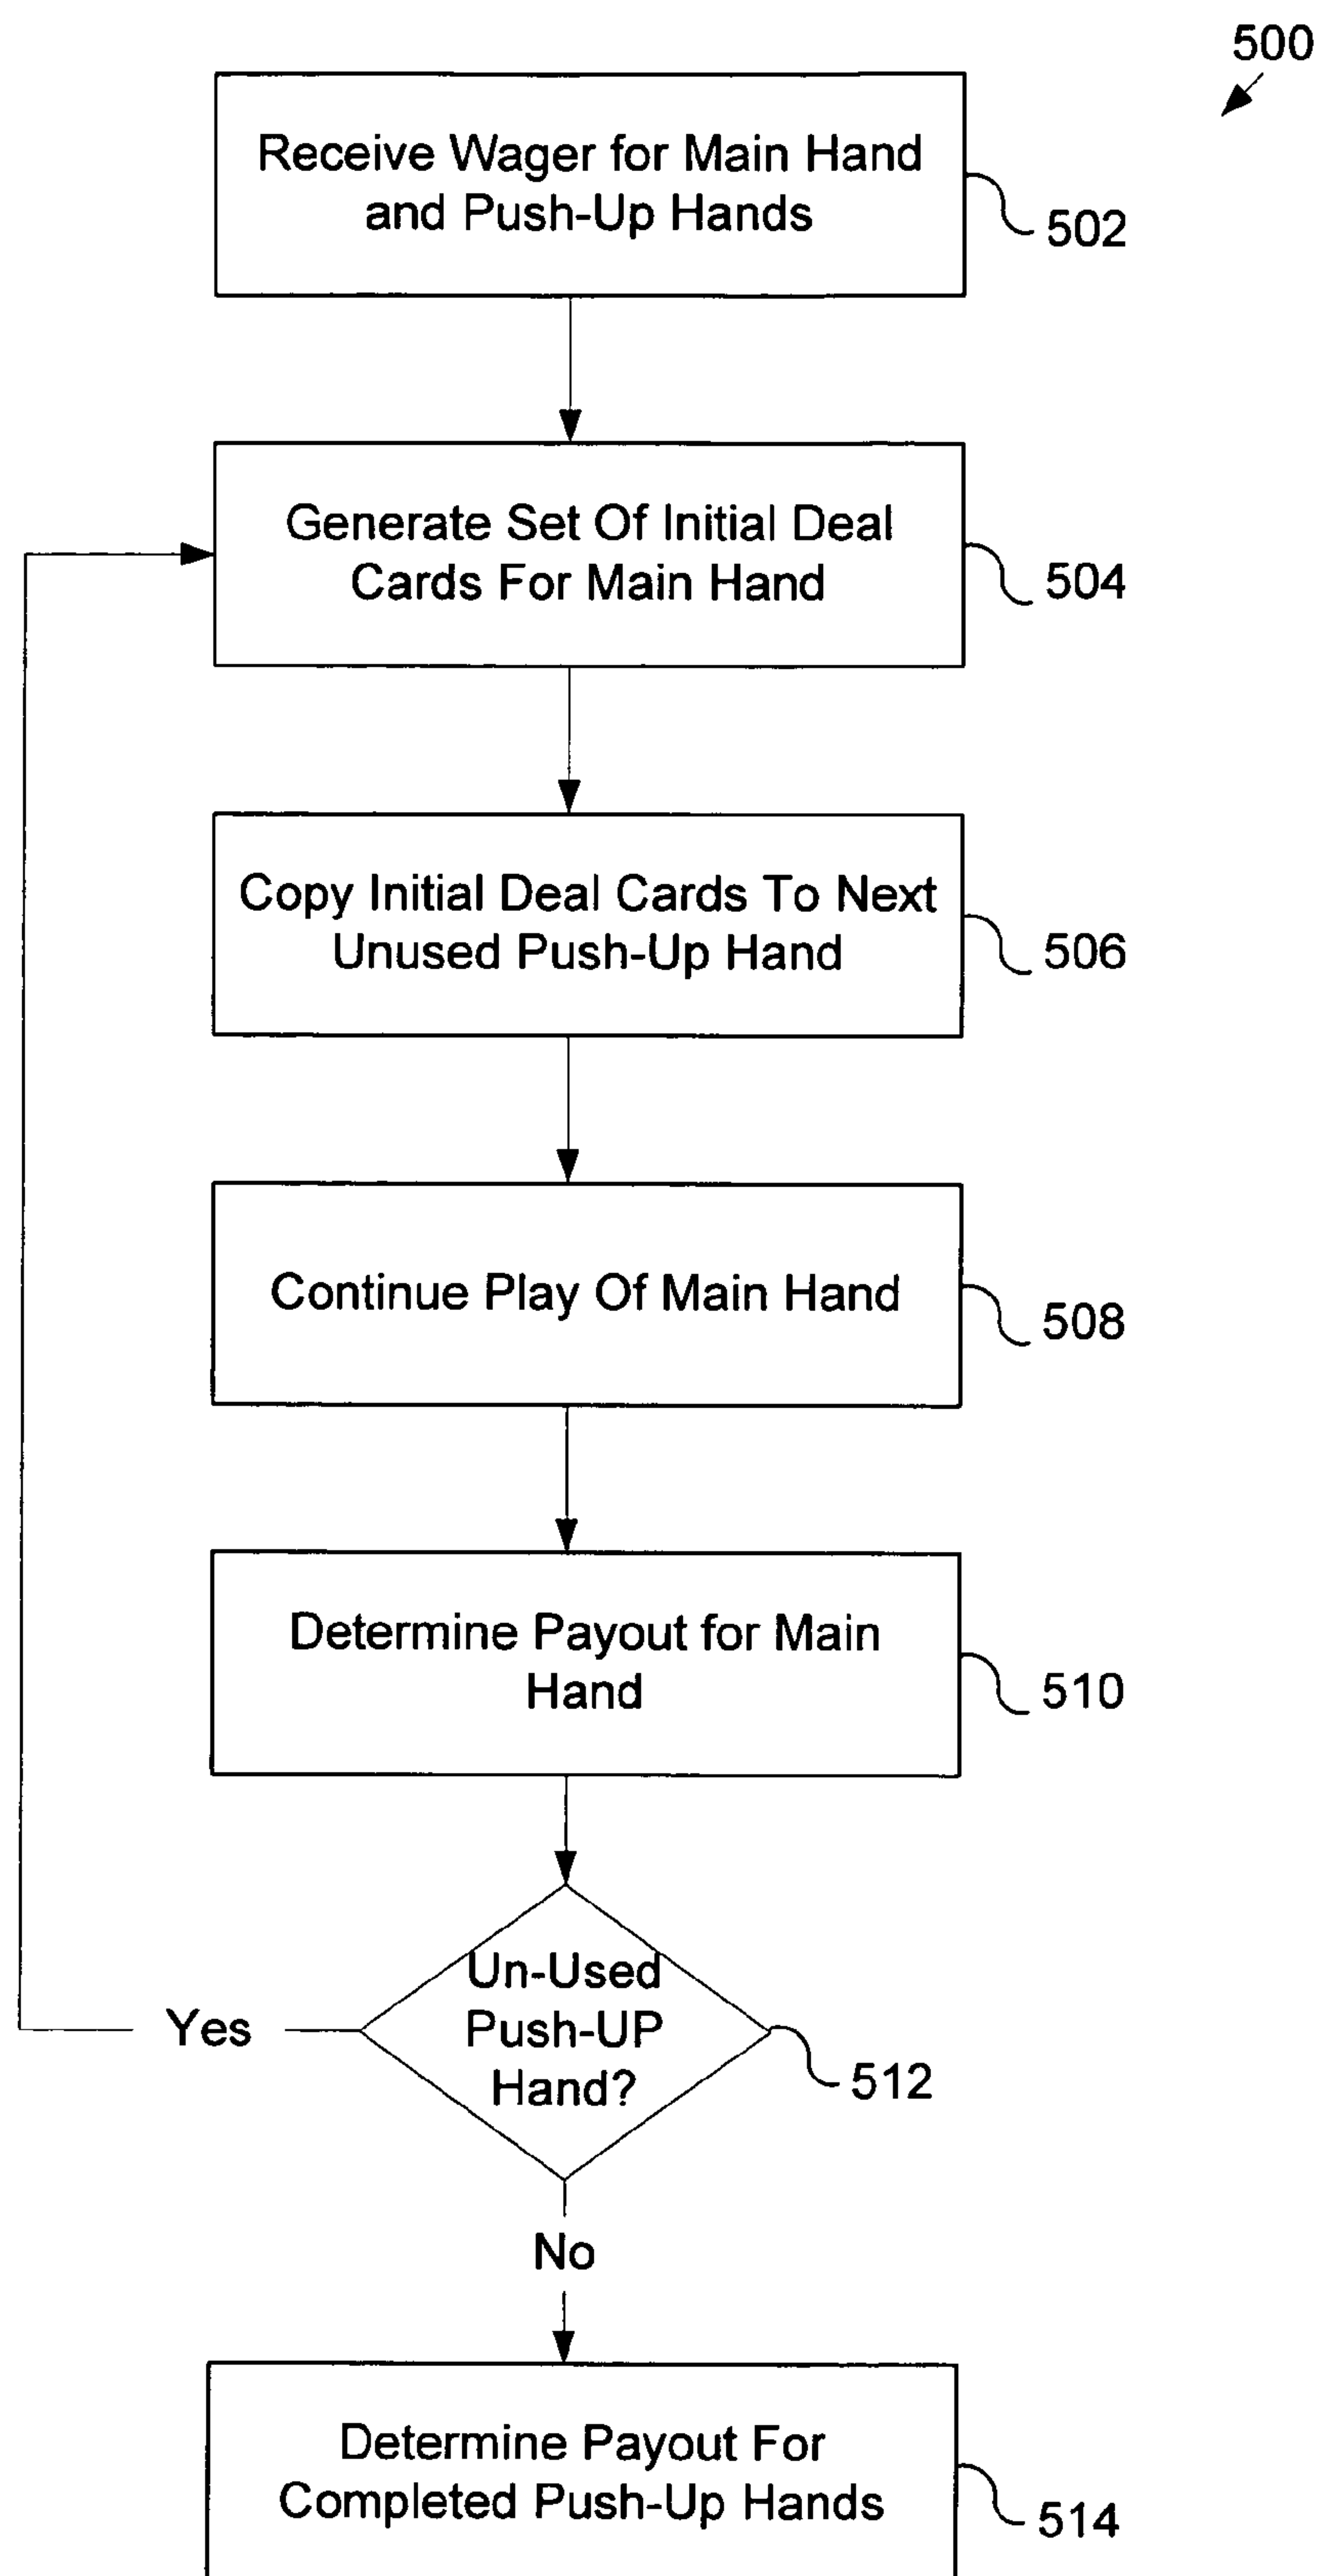 500
Receive Wager for Main Hand
and Push-Up Hands
502
Generate Set Of Initial Deal
Cards For Main Hand
504
Copy Initial Deal Cards To Next
Unused Push-Up Hand
506
Continue Play Of Main Hand
508
Determine Payout for Main
Hand
510
Un-Used
Push-UP
Hand?
512
Yes
No
Determine Payout For
Completed Push-Up Hands
514